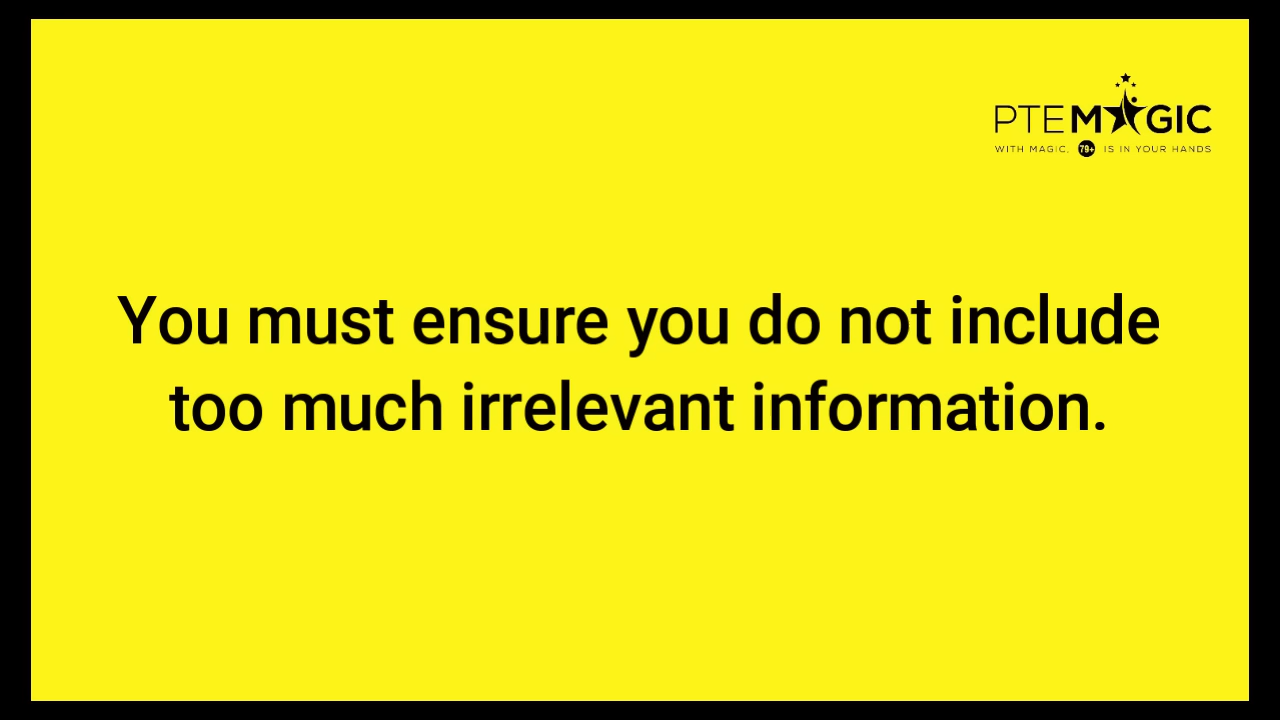 PTEMAGIC
WITH MAGIC, 79+ IS IN YOUR HANDS
You must ensure you do not include
too much irrelevant information.